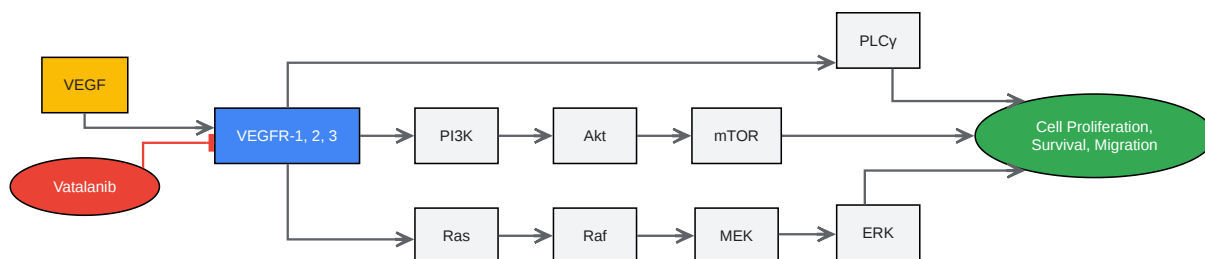 PLCγ
VEGF
VEGFR-1, 2, 3
PI3K
Akt
mTOR
Cell Proliferation,
Survival, Migration
Vatalanib
Ras
Raf
MEK
ERK